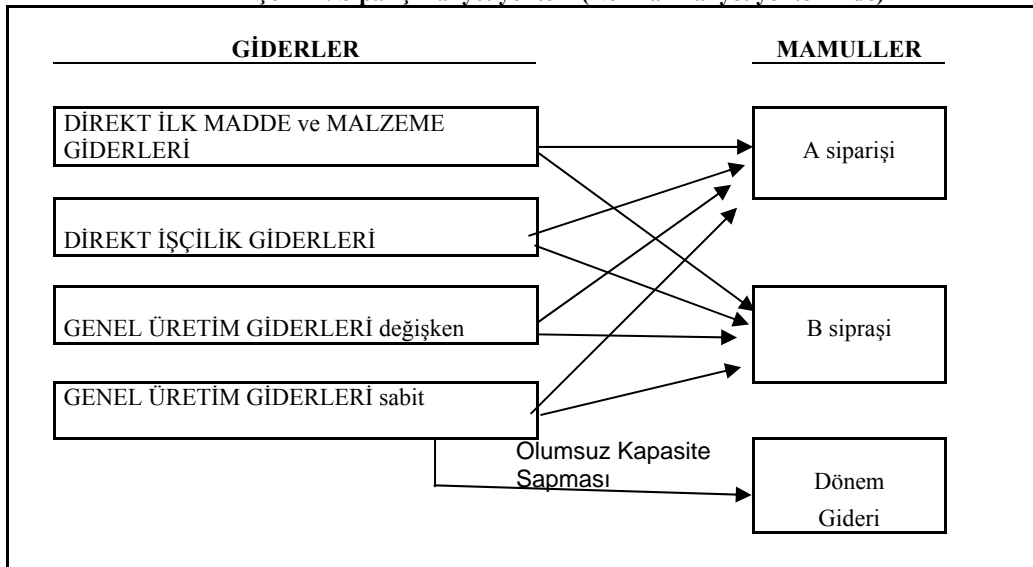 GİDERLER
MAMULLER
DİREKT İLK MADDE ve MALZEME
GİDERLERİ
A siparişi
DİREKT İŞÇİLİK GİDERLERİ
GENEL ÜRETİM GİDERLERİ değişken
B sipraşi
GENEL ÜRETİM GİDERLERİ sabit
Olumsuz Kapasite
Sapması
Dönem
Gideri